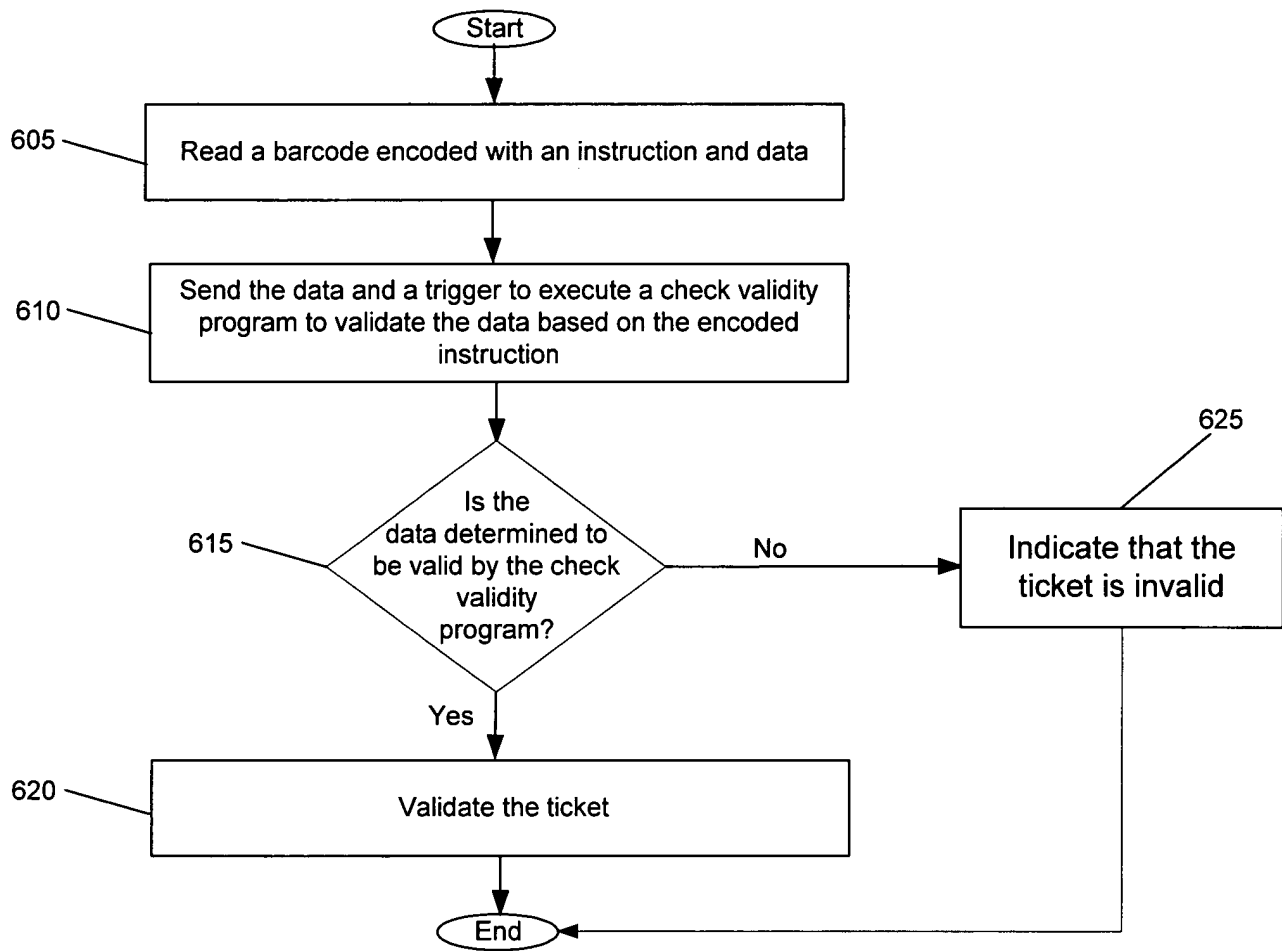 Start
605
Read a barcode encoded with an instruction and data
610
Send the data and a trigger to execute a check validity
program to validate the data based on the encoded
instruction
615
Is the
data determined to
be valid by the check
validity
program?
No
625
Indicate that the
ticket is invalid
Yes
620
Validate the ticket
End